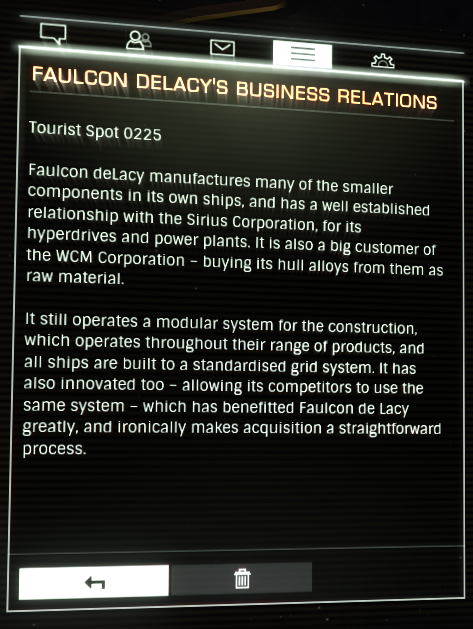 FAULCON DELACY'S BUSINESS RELATIONS
Tourist Spot 0225
Faulcon deLacy manufactures many of the smaller
components in its own ships, and has a well established
relationship with the Sirius Corporation, for its
hyperdrives and power plants. It is also a big customer of
the WCM Corporation – buying its hull alloys from them as
raw material.
It still operates a modular system for the construction,
which operates throughout their range of products, and
all ships are built to a standardised grid system. It has
also innovated too – allowing its competitors to use the
same system – which has benefitted Faulcon de Lacy
greatly, and ironically makes acquisition a straightforward
process.